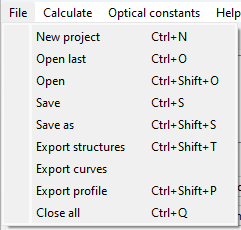 File Calculate Optical constants Help
New project Ctrl+N
Open last Ctrl+O
Open Ctrl+Shift+O
Save Ctrl+S
Save as Ctrl+Shift+S
Export structures Ctrl+Shift+T
Export curves
Export profile Ctrl+Shift+P
Close all Ctrl+Q